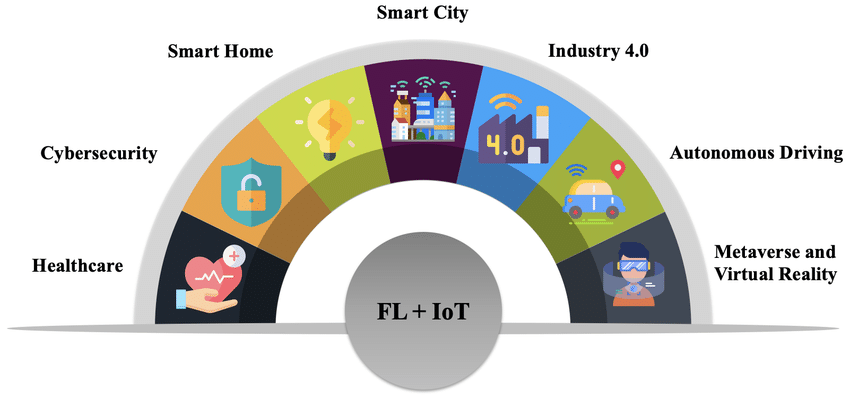 Smart City
Smart Home
Industry 4.0
Cybersecurity
Autonomous Driving
Healthcare
Metaverse and
Virtual Reality
4.0
FL + IoT